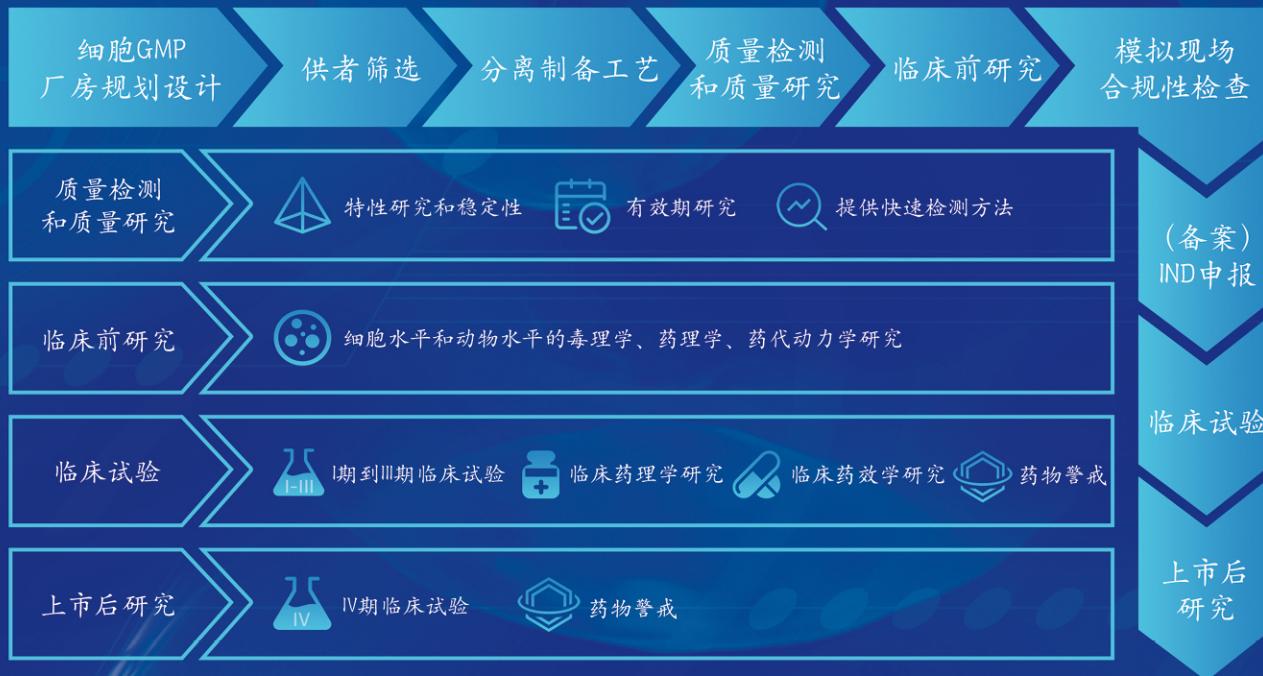 细胞GMP
厂房规划设计
供者筛选
分离制备工艺
质量检测
和质量研究
临床前研究
模拟现场
合规性检查
质量检测
和质量研究
特性研究和稳定性
有效期研究
提供快速检测方法
(备案)
IND申报
临床前研究
细胞水平和动物水平的毒理学、药理学、药代动力学研究
临床试验
临床试验
I-III
I期到III期临床试验
临床药理学研究
临床药效学研究
药物警戒
上市后
研究
上市后研究
IV
IV期临床试验
药物警戒